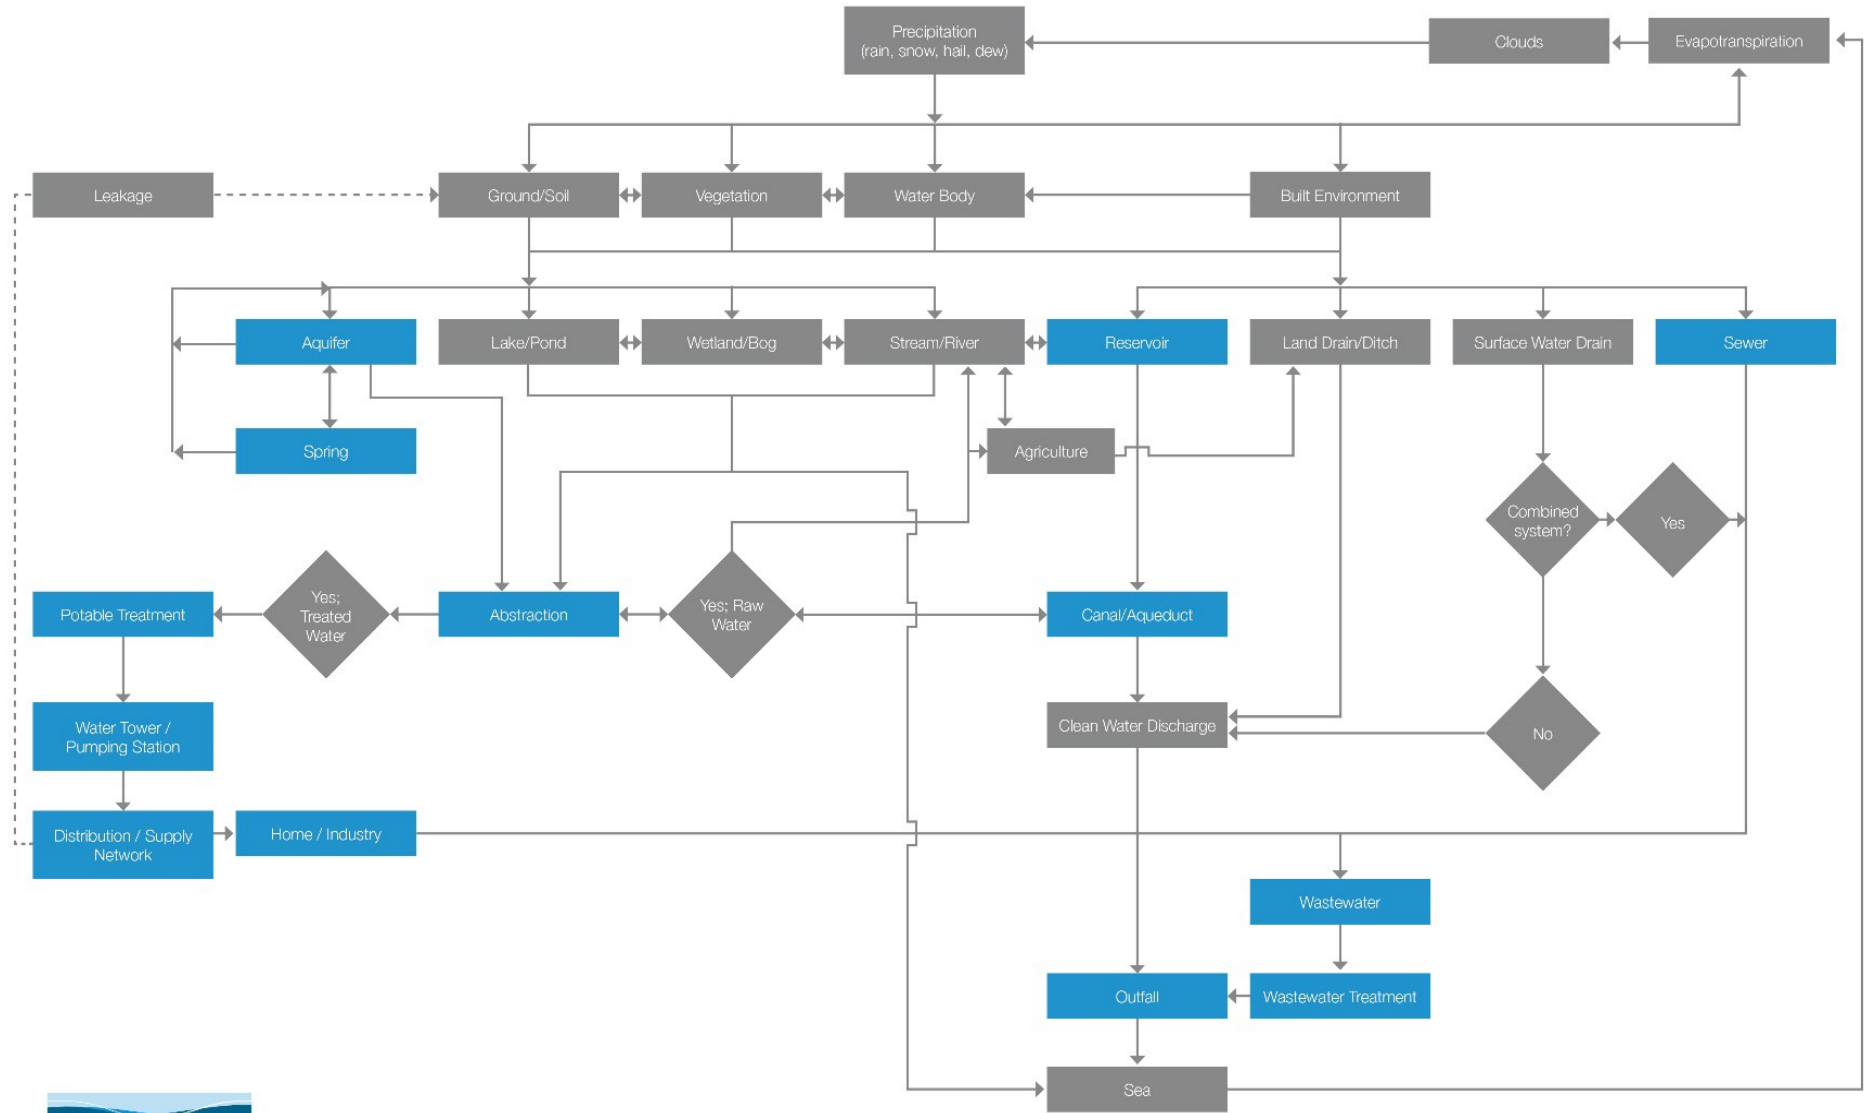 Precipitation
(rain, snow, hail, dew)
Clouds
Evapotranspiration
Leakage
Ground/Soil
Vegetation
Water Body
Built Environment
Aquifer
Lake/Pond
Wetland/Bog
Stream/River
Reservoir
Land Drain/Ditch
Surface Water Drain
Sewer
Spring
Agriculture
Combined
system?
Yes
Potable Treatment
Yes;
Treated
Water
Abstraction
Yes; Raw
Water
Canal/Aqueduct
Water Tower /
Pumping Station
Clean Water Discharge
No
Distribution / Supply
Network
Home / Industry
Wastewater
Outfall
Wastewater Treatment
Sea